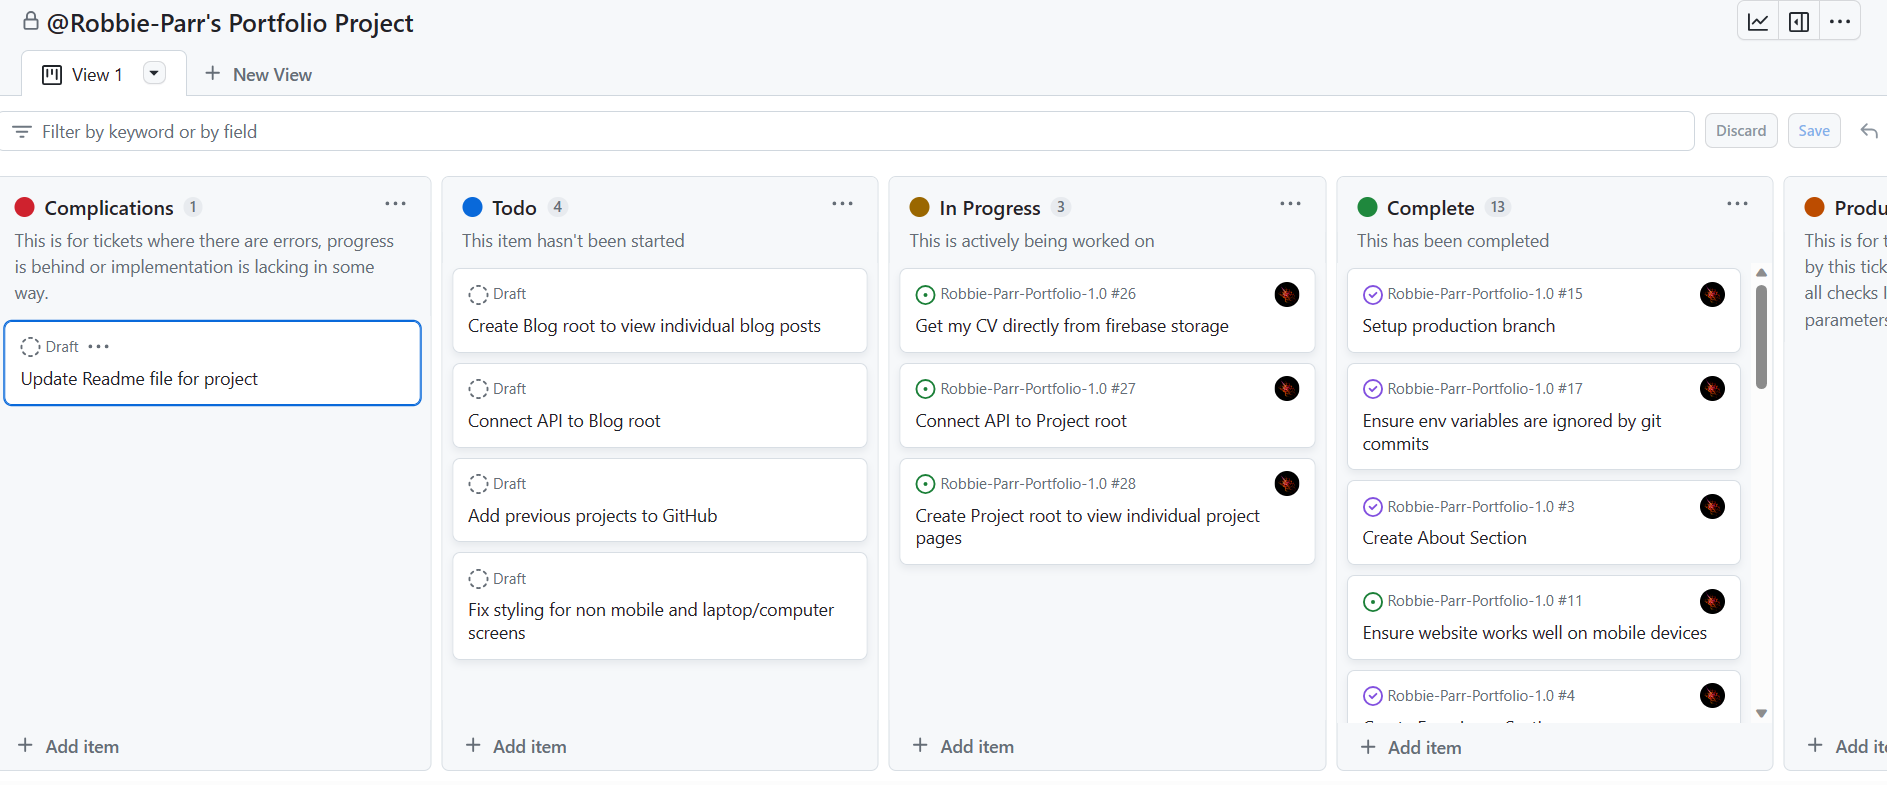 @Robbie-Parr's Portfolio Project
View 1
New View
Filter by keyword or by field
Discard
Save
Complications 1
This is for tickets where there are errors, progress
is behind or implementation is lacking in some
way.
Draft
Update Readme file for project
Add item
Todo 4
This item hasn't been started
Draft
Create Blog root to view individual blog posts
Draft
Connect API to Blog root
Draft
Add previous projects to GitHub
Draft
Fix styling for non mobile and laptop/computer
screens
Add item
In Progress 3
This is actively being worked on
Robbie-Parr-Portfolio-1.0 #26
Get my CV directly from firebase storage
Robbie-Parr-Portfolio-1.0 #27
Connect API to Project root
Robbie-Parr-Portfolio-1.0 #28
Create Project root to view individual project
pages
Add item
Complete 13
This has been completed
Robbie-Parr-Portfolio-1.0 #15
Setup production branch
Robbie-Parr-Portfolio-1.0 #17
Ensure env variables are ignored by git
commits
Robbie-Parr-Portfolio-1.0 #3
Create About Section
Robbie-Parr-Portfolio-1.0 #11
Ensure website works well on mobile devices
Robbie-Parr-Portfolio-1.0 #4
Add item
Produ
This is for t
by this tick
all checks I
parameters
Add ite